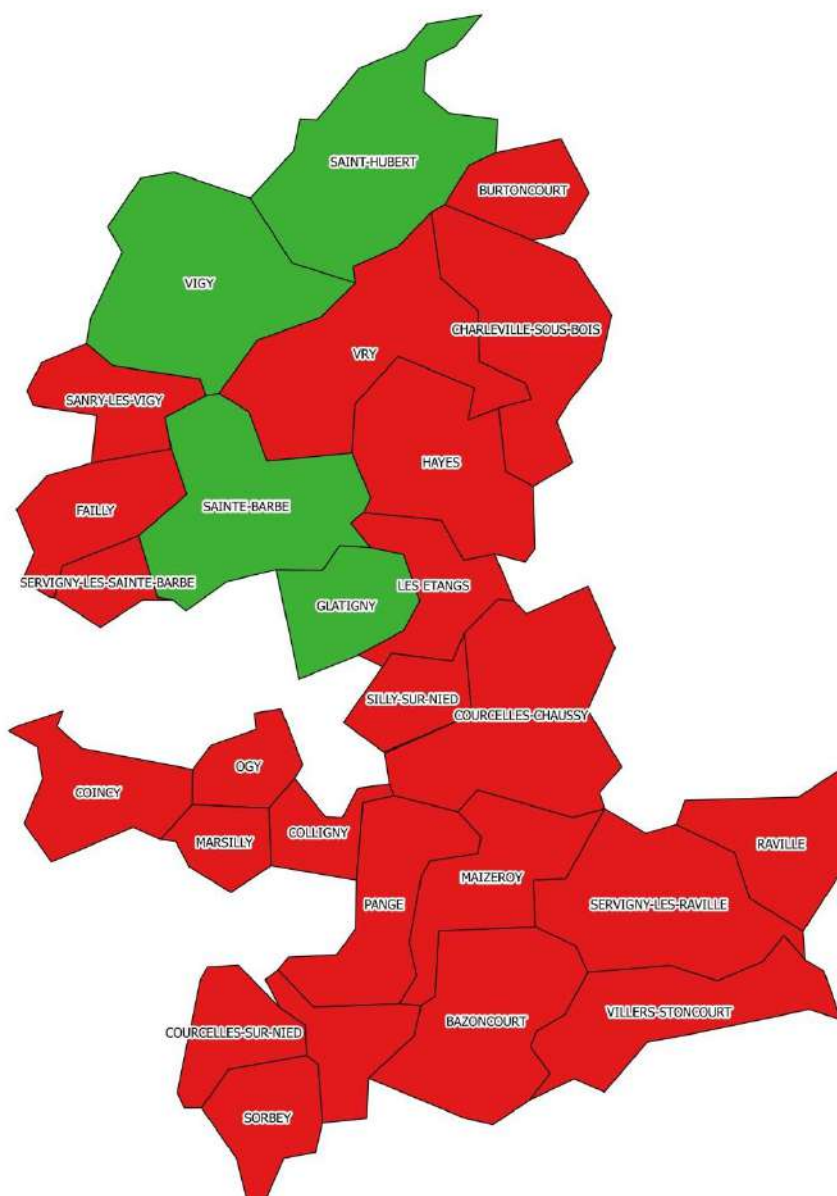 SAINT-HUBERT
BURTONCOURT
VIGY
CHARLEVILLE-SOUS-BOIS
VRY
SANRY-LES-VIGY
HAYES
SAINTE-BARBE
FAILLY
SERVIGNY-LES-SAINTE-BARBE
LES ETANGS
GLATIGNY
SILLY-SUR-NIED
COURCELLES-CHAUSSY
OGY
COINCY
COLLIGNY
MARSILLY
RAVILLE
MAIZEROY
PANGE
SERVIGNY-LES-RAVILLE
VILLERS-STONCOURT
BAZONCOURT
COURCELLES-SUR-NIED
SORBEY